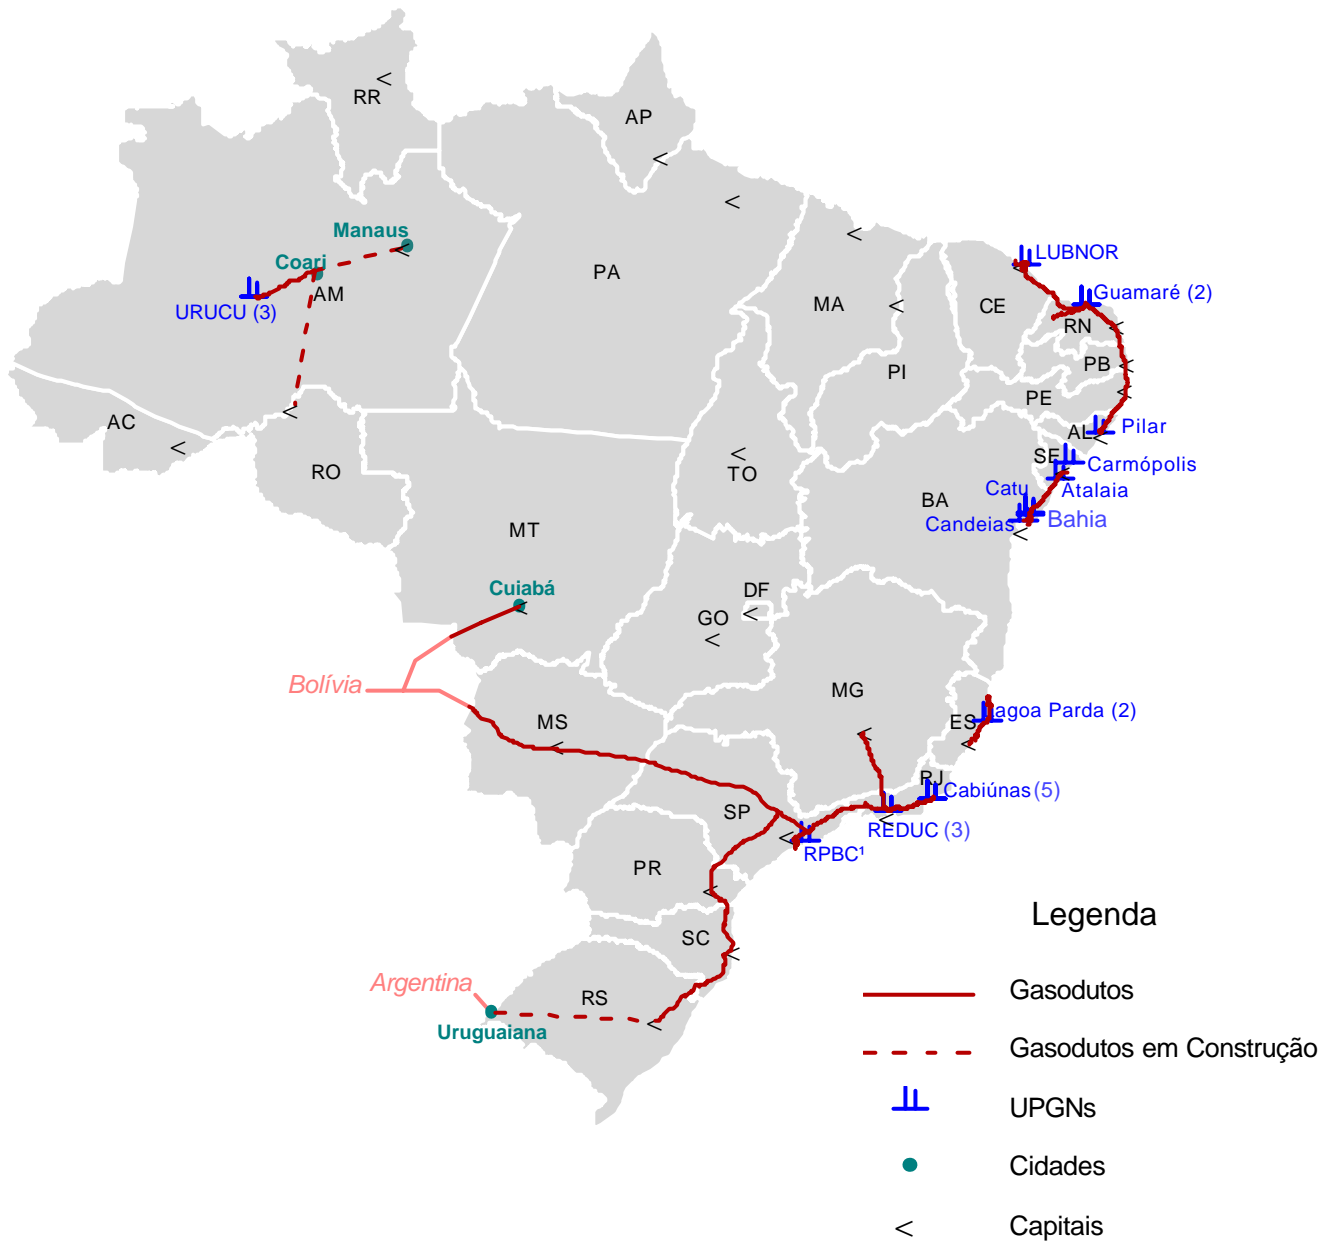 RR
AP
Manaus
Coari
AM
URUCU (3)
PA
MA
CE
LUBNOR
Guamaré (2)
RN
PB
PI
PE
AL
Pilar
AC
RO
TO
SE
Carmópolis
Atalaia
BA
Catu
Candeias
Bahia
MT
Cuiabá
DF
GO
Bolívia
MS
MG
ES
agoa Parda (2)
RJ
Cabiúnas (5)
SP
REDUC (3)
RPBC¹
PR
SC
Argentina
RS
Uruguaiana
Legenda
Gasodutos
Gasodutos em Construção
UPGNs
Cidades
Capitais